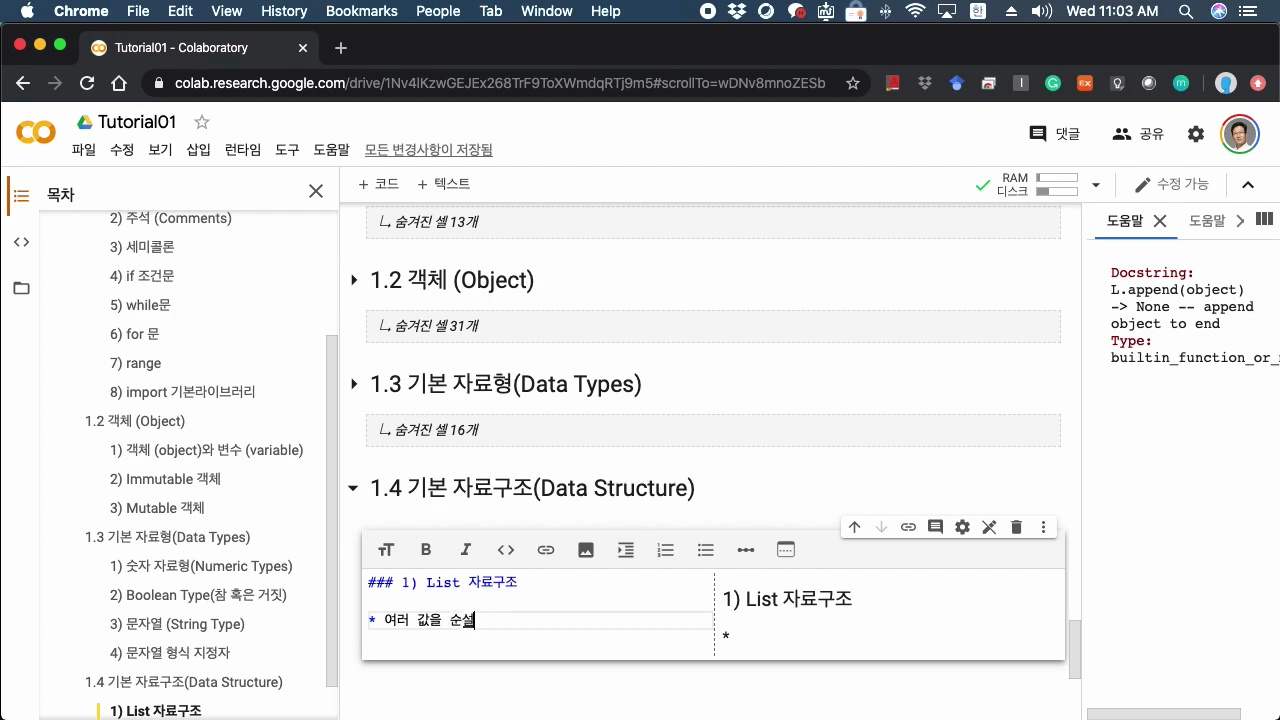 Chrome File Edit View History Bookmarks People Tab Window Help 한 Wed 11:03 AM
Tutorial01 - Colaboratory
colab.research.google.com/drive/1Nv4lKzwGEJEx268TrF9ToXWmdqRTj9m5#scrollTo=wDNv8mnoZESb
Tutorial01
댓글 공유
파일 수정 보기 삽입 런타임 도구 도움말 모든 변경사항이 저장됨
목차
+ 코드 + 텍스트
RAM
디스크
수정 가능
2) 주석 (Comments)
3) 세미콜론
4) if 조건문
5) while문
6) for 문
7) range
8) import 기본라이브러리
1.2 객체 (Object)
1) 객체 (object)와 변수 (variable)
2) Immutable 객체
3) Mutable 객체
1.3 기본 자료형(Data Types)
1) 숫자 자료형(Numeric Types)
2) Boolean Type(참 혹은 거짓)
3) 문자열 (String Type)
4) 문자열 형식 지정자
1.4 기본 자료구조(Data Structure)
1) List 자료구조
숨겨진 셀 13개
1.2 객체 (Object)
숨겨진 셀 31개
1.3 기본 자료형(Data Types)
숨겨진 셀 16개
1.4 기본 자료구조(Data Structure)
### 1) List 자료구조
* 여러 값을 순설
1) List 자료구조
*
도움말 도움말
Docstring:
L.append(object)
-> None -- append
object to end
Type:
builtin_function_or_